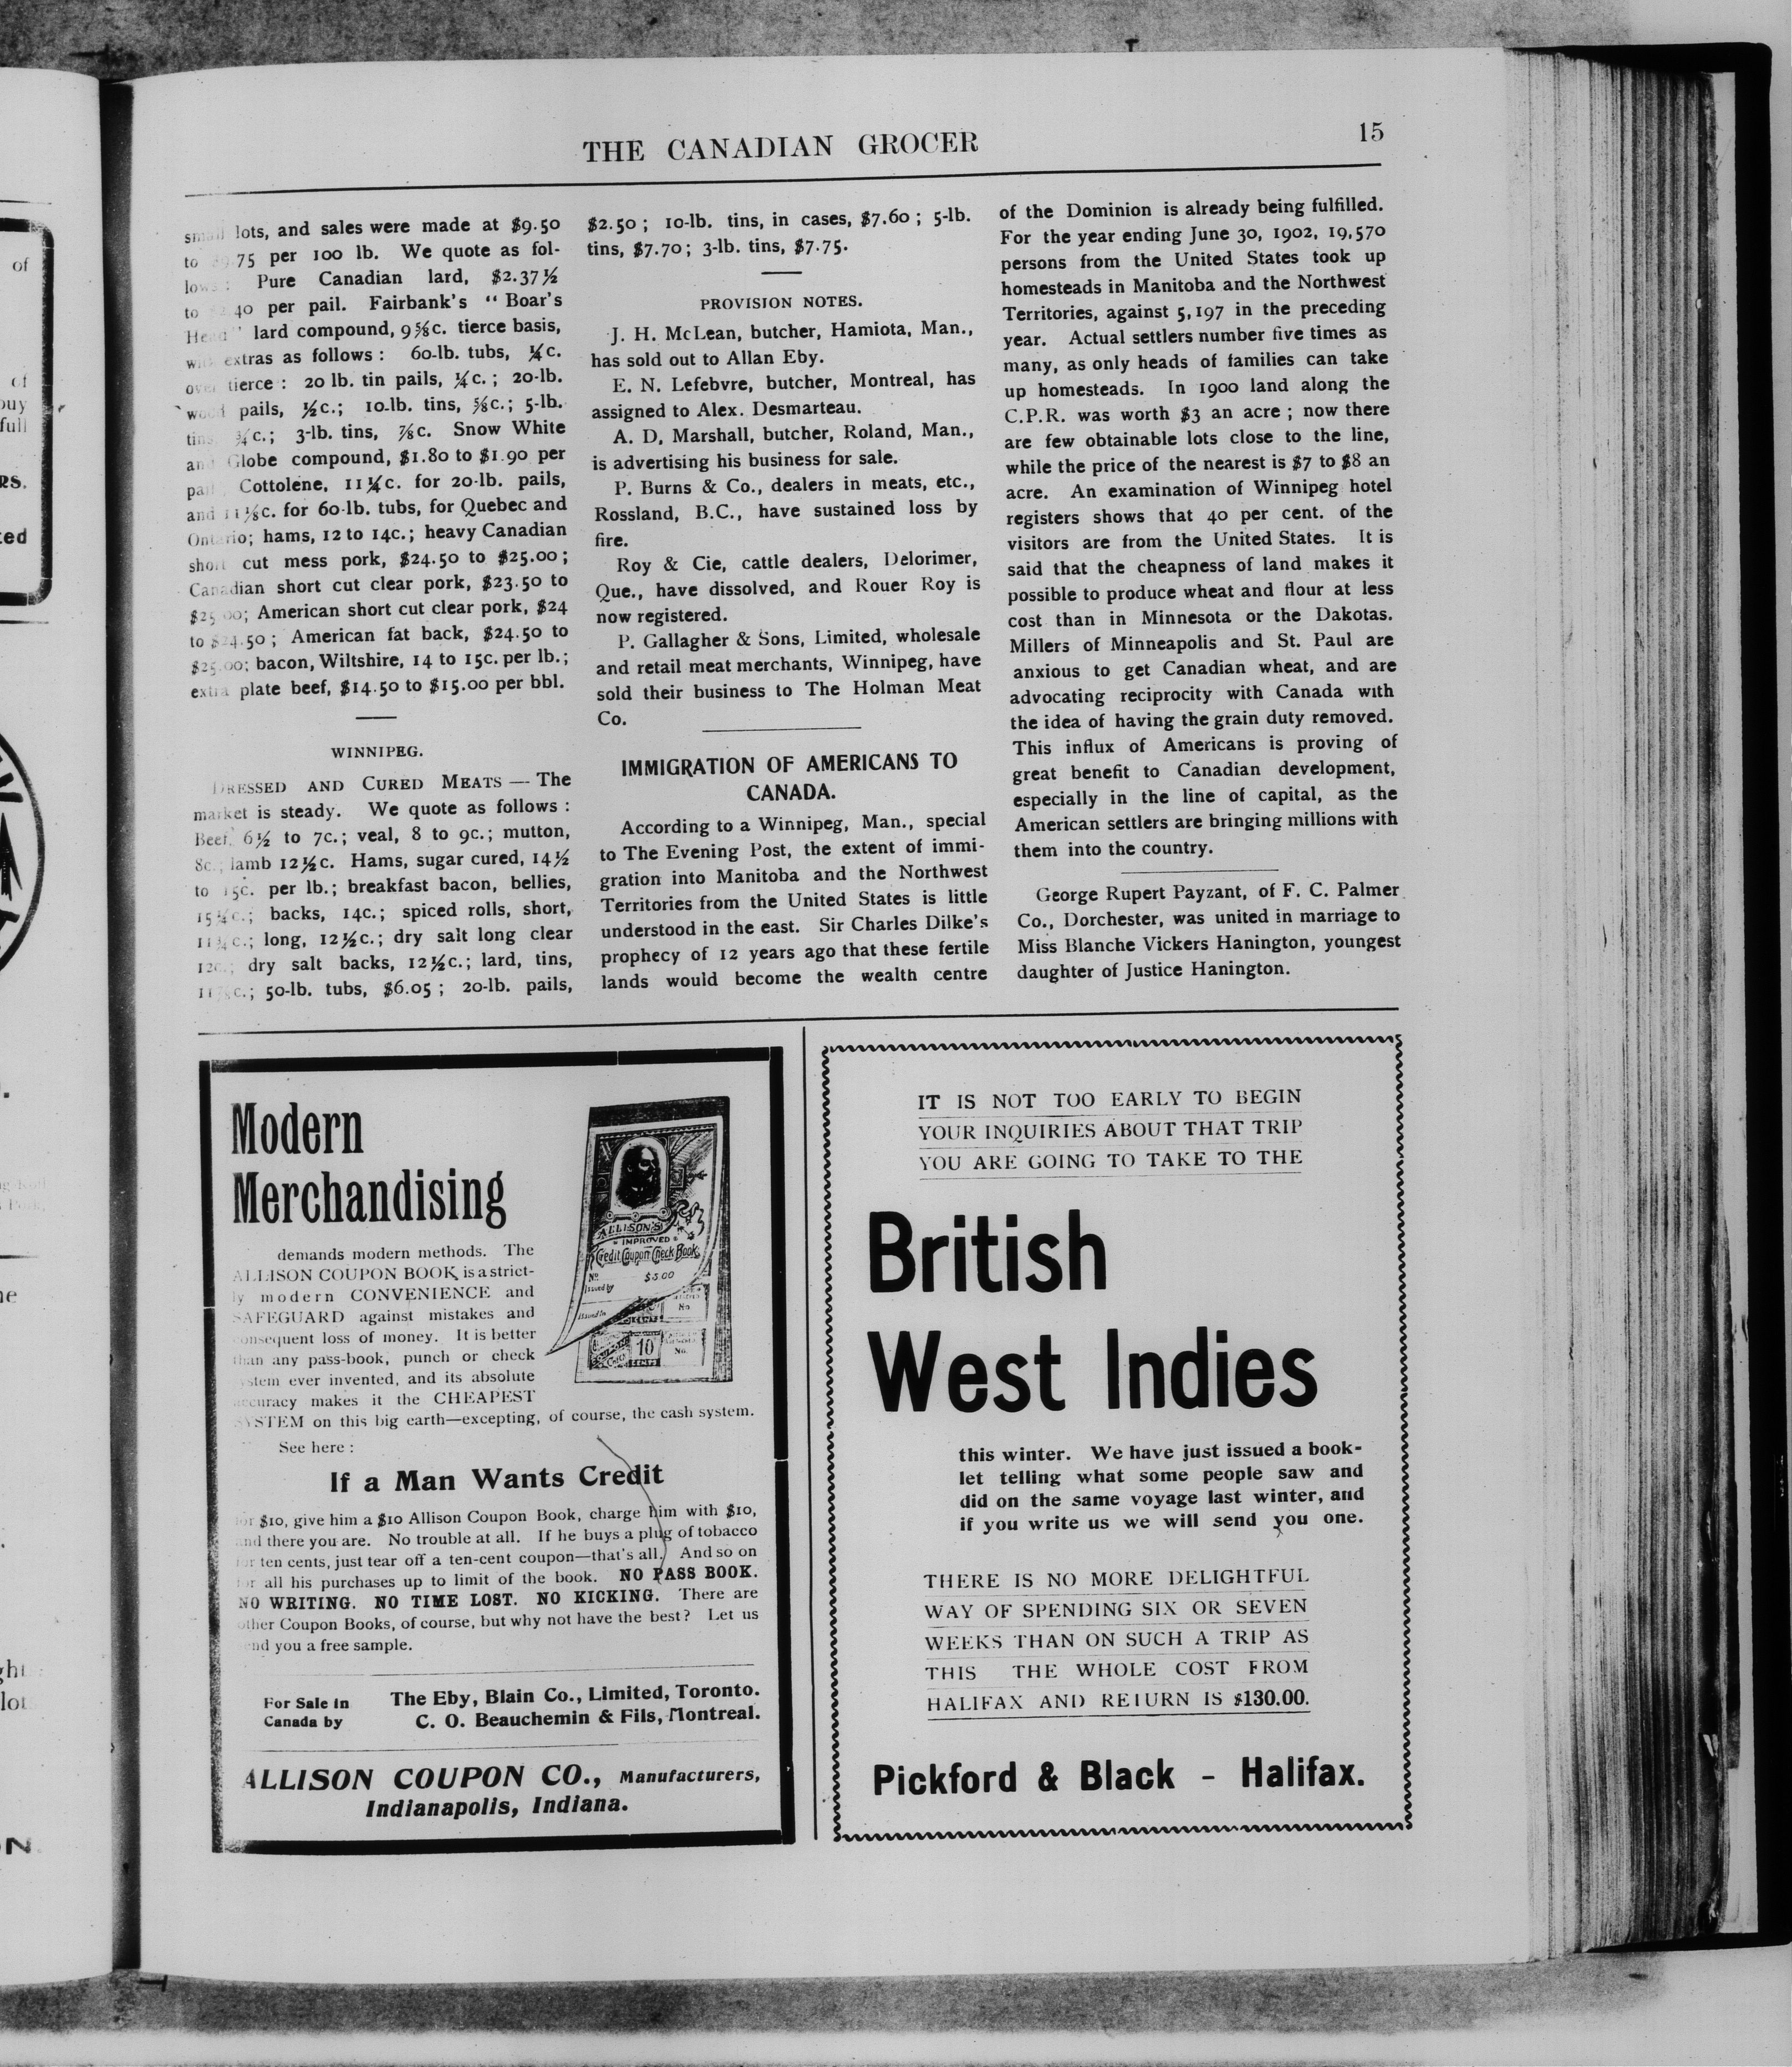 THE CANADIAN GROCER
15
lots, and sales were made at $9.50
to 75 per 100 lb. We quote as fol-
Pure Canadian lard, $2.37½
to 40 per pail. Fairbank's "Boar's
Head" lard compound, 9⅝c. tierce basis,
with extras as follows: 60-lb. tubs, ¼c.
over tierce: 20 lb. tin pails, ¼c.; 20-lb.
wood pails, ½c.; 10-lb. tins, ⅝c.; 5-lb.
tins ¾c.; 3-lb. tins, ⅞c. Snow White
and Globe compound, $1.80 to $1.90 per
pail. Cottolene, 11¼c. for 20-lb. pails,
and 11⅛c. for 60-lb. tubs, for Quebec and
Ontario; hams, 12 to 14c.; heavy Canadian
short cut mess pork, $24.50 to $25.00;
Canadian short cut clear pork, $23.50 to
$25.00; American short cut clear pork, $24
to $24.50; American fat back, $24.50 to
$25.00; bacon, Wiltshire, 14 to 15c. per lb.;
extra plate beef, $14.50 to $15.00 per bbl.
WINNIPEG.
DRESSED AND CURED MEATS — The
market is steady. We quote as follows:
Beef, 6½ to 7c.; veal, 8 to 9c.; mutton,
8c.; lamb 12½c. Hams, sugar cured, 14½
to 15c. per lb.; breakfast bacon, bellies,
backs, 14c.; spiced rolls, short,
long, 12½c.; dry salt long clear
12c.; dry salt backs, 12½c.; lard, tins,
50-lb. tubs, $6.05; 20-lb. pails,
$2.50; 10-lb. tins, in cases, $7.60; 5-lb.
tins, $7.70; 3-lb. tins, $7.75.
PROVISION NOTES.
J. H. McLean, butcher, Hamiota, Man.,
has sold out to Allan Eby.
E. N. Lefebvre, butcher, Montreal, has
assigned to Alex. Desmarteau.
A. D. Marshall, butcher, Roland, Man.,
is advertising his business for sale.
P. Burns & Co., dealers in meats, etc.,
Rossland, B.C., have sustained loss by
fire.
Roy & Cie, cattle dealers, Delorimer,
Que., have dissolved, and Rouer Roy is
now registered.
P. Gallagher & Sons, Limited, wholesale
and retail meat merchants, Winnipeg, have
sold their business to The Holman Meat
Co.
IMMIGRATION OF AMERICANS TO
CANADA.
According to a Winnipeg, Man., special
to The Evening Post, the extent of immi-
gration into Manitoba and the Northwest
Territories from the United States is little
understood in the east. Sir Charles Dilke's
prophecy of 12 years ago that these fertile
lands would become the wealth centre
of the Dominion is already being fulfilled.
For the year ending June 30, 1902, 19,570
persons from the United States took up
homesteads in Manitoba and the Northwest
Territories, against 5,197 in the preceding
year. Actual settlers number five times as
many, as only heads of families can take
up homesteads. In 1900 land along the
C.P.R. was worth $3 an acre; now there
are few obtainable lots close to the line,
while the price of the nearest is $7 to $8 an
acre. An examination of Winnipeg hotel
registers shows that 40 per cent. of the
visitors are from the United States. It is
said that the cheapness of land makes it
possible to produce wheat and flour at less
cost than in Minnesota or the Dakotas.
Millers of Minneapolis and St. Paul are
anxious to get Canadian wheat, and are
advocating reciprocity with Canada with
the idea of having the grain duty removed.
This influx of Americans is proving of
great benefit to Canadian development,
especially in the line of capital, as the
American settlers are bringing millions with
them into the country.
George Rupert Payzant, of F. C. Palmer
Co., Dorchester, was united in marriage to
Miss Blanche Vickers Hanington, youngest
daughter of Justice Hanington.
Modern
Merchandising
demands modern methods. The
ALLISON COUPON BOOK is a strict-
ly modern CONVENIENCE and
SAFEGUARD against mistakes and
consequent loss of money. It is better
than any pass-book, punch or check
system ever invented, and its absolute
accuracy makes it the CHEAPEST
SYSTEM on this big earth—excepting, of course, the cash system.
ALLISON'S
IMPROVED
Credit Coupon Check Book
No
$5.00
Issued by
Issued to
No
10
CENTS
No.
See here:
If a Man Wants Credit
for $10, give him a $10 Allison Coupon Book, charge him with $10,
and there you are. No trouble at all. If he buys a plug of tobacco
for ten cents, just tear off a ten-cent coupon—that's all. And so on
for all his purchases up to limit of the book. NO PASS BOOK.
NO WRITING. NO TIME LOST. NO KICKING. There are
other Coupon Books, of course, but why not have the best? Let us
send you a free sample.
For Sale in
Canada by
The Eby, Blain Co., Limited, Toronto.
C. O. Beauchemin & Fils, Montreal.
ALLISON COUPON CO., Manufacturers,
Indianapolis, Indiana.
IT IS NOT TOO EARLY TO BEGIN
YOUR INQUIRIES ABOUT THAT TRIP
YOU ARE GOING TO TAKE TO THE
British
West Indies
this winter. We have just issued a book-
let telling what some people saw and
did on the same voyage last winter, and
if you write us we will send you one.
THERE IS NO MORE DELIGHTFUL
WAY OF SPENDING SIX OR SEVEN
WEEKS THAN ON SUCH A TRIP AS
THIS THE WHOLE COST FROM
HALIFAX AND RETURN IS $130.00.
Pickford & Black - Halifax.